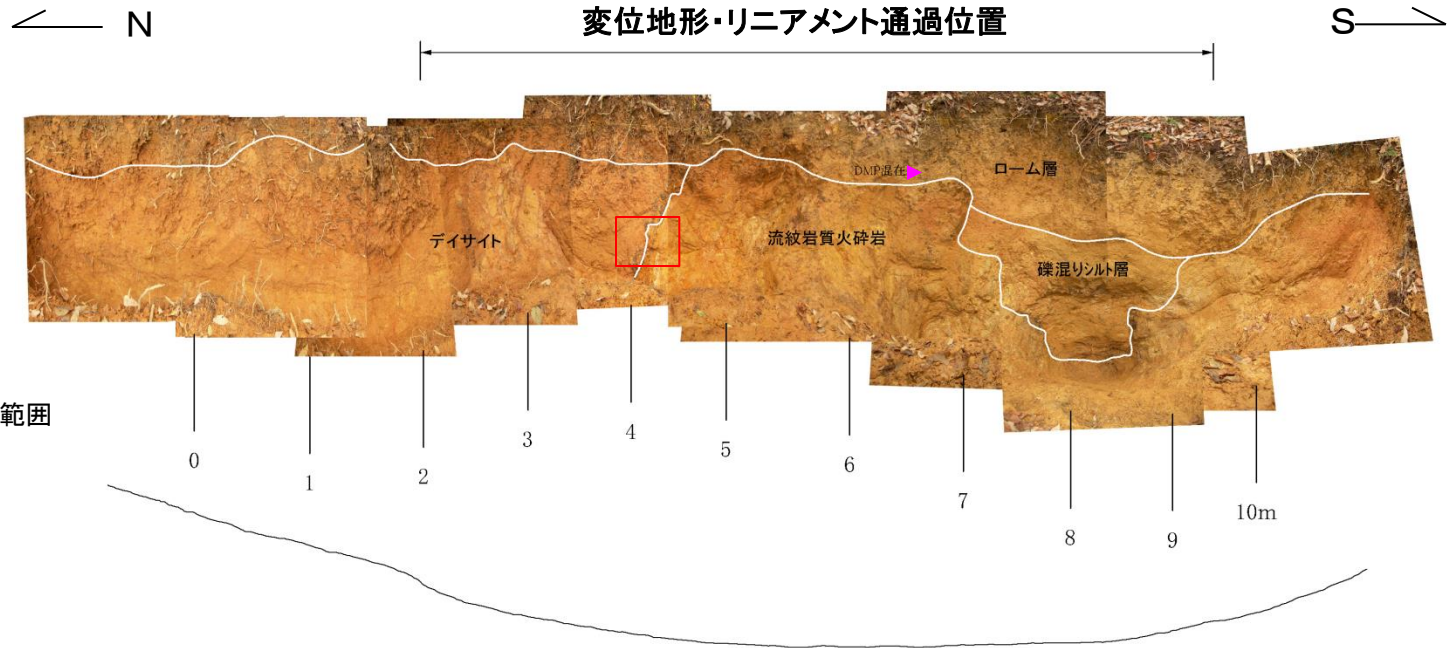 N
変位地形・リニアメント通過位置
S
DMP混在
ローム層
デイサイト
流紋岩質火砕岩
礫混りシルト層
範囲
0
1
2
3
4
5
6
7
8
9
10m